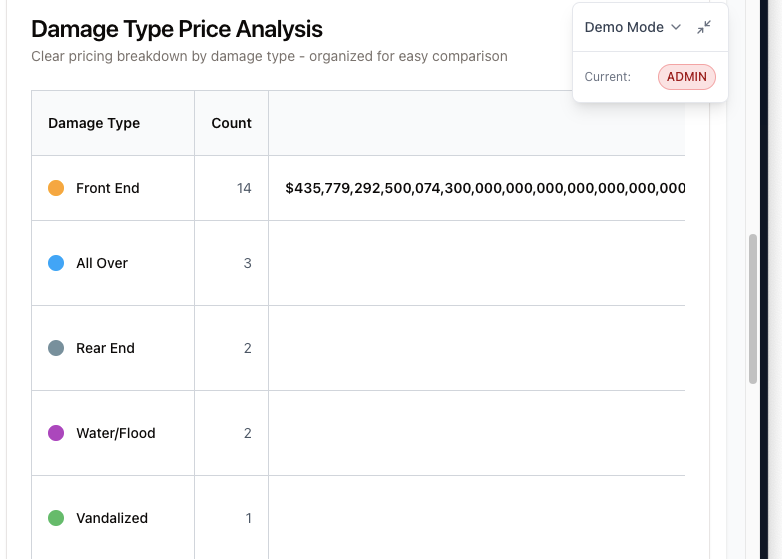 Damage Type Price Analysis
Clear pricing breakdown by damage type - organized for easy comparison
Demo Mode
Current: ADMIN
Damage Type Count
Front End 14 $435,779,292,500,074,300,000,000,000,000,000,000,000
All Over 3
Rear End 2
Water/Flood 2
Vandalized 1